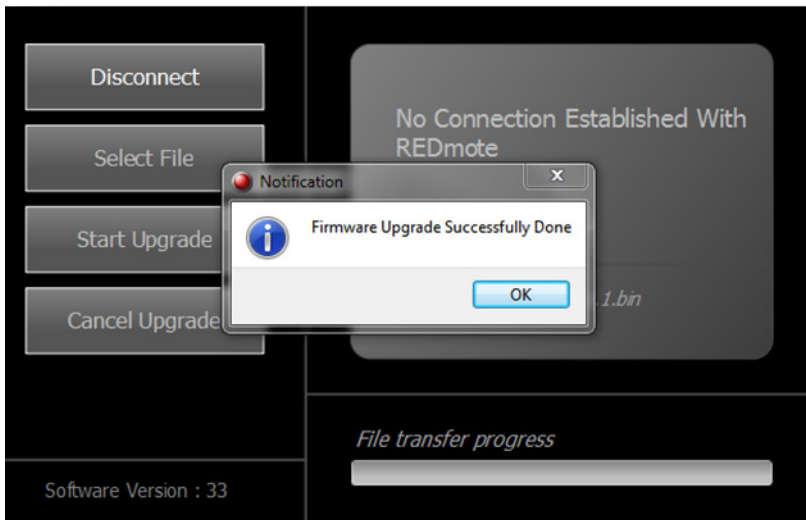 Disconnect
Select File
Start Upgrade
Cancel Upgrade
Software Version : 33
No Connection Established With
REDmote
Notification
X
Firmware Upgrade Successfully Done
OK
.1.bin
File transfer progress